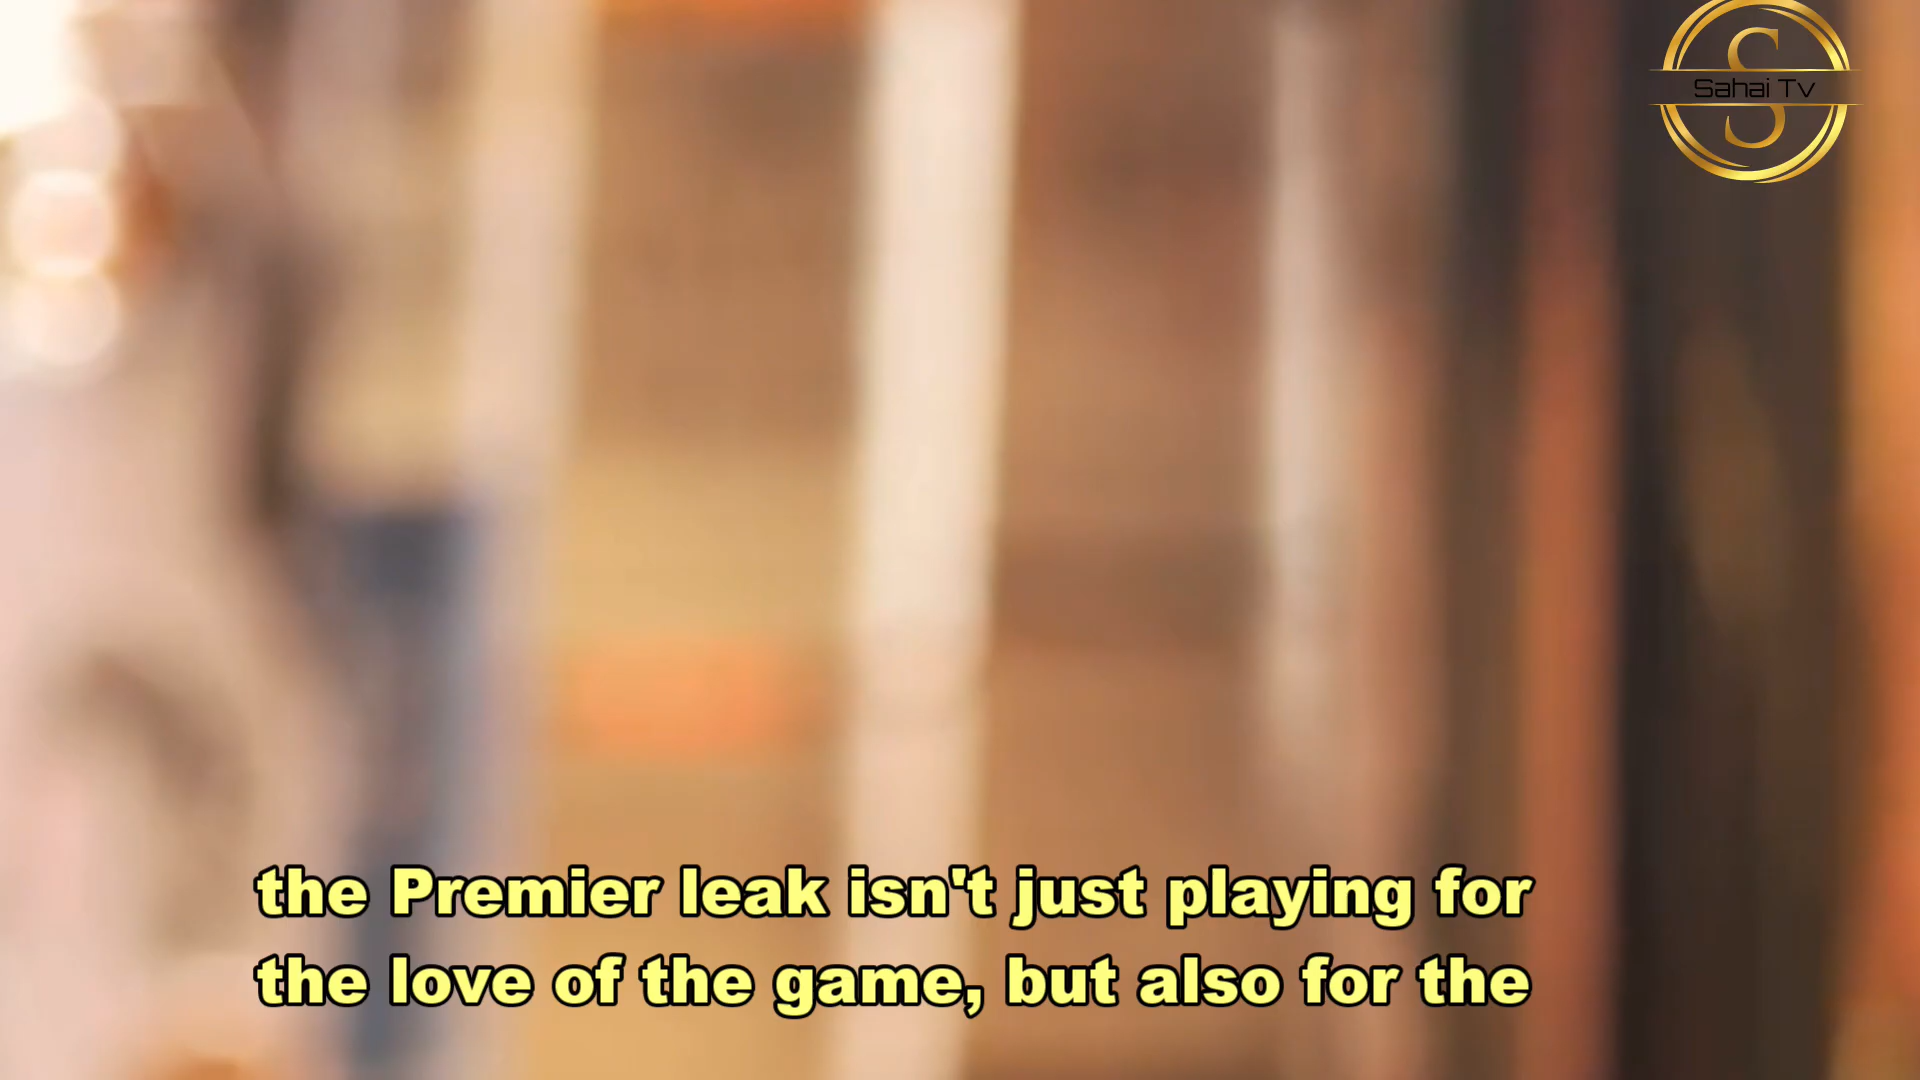 S
Sahai Tv
the Premier leak isn't just playing for
the love of the game, but also for the